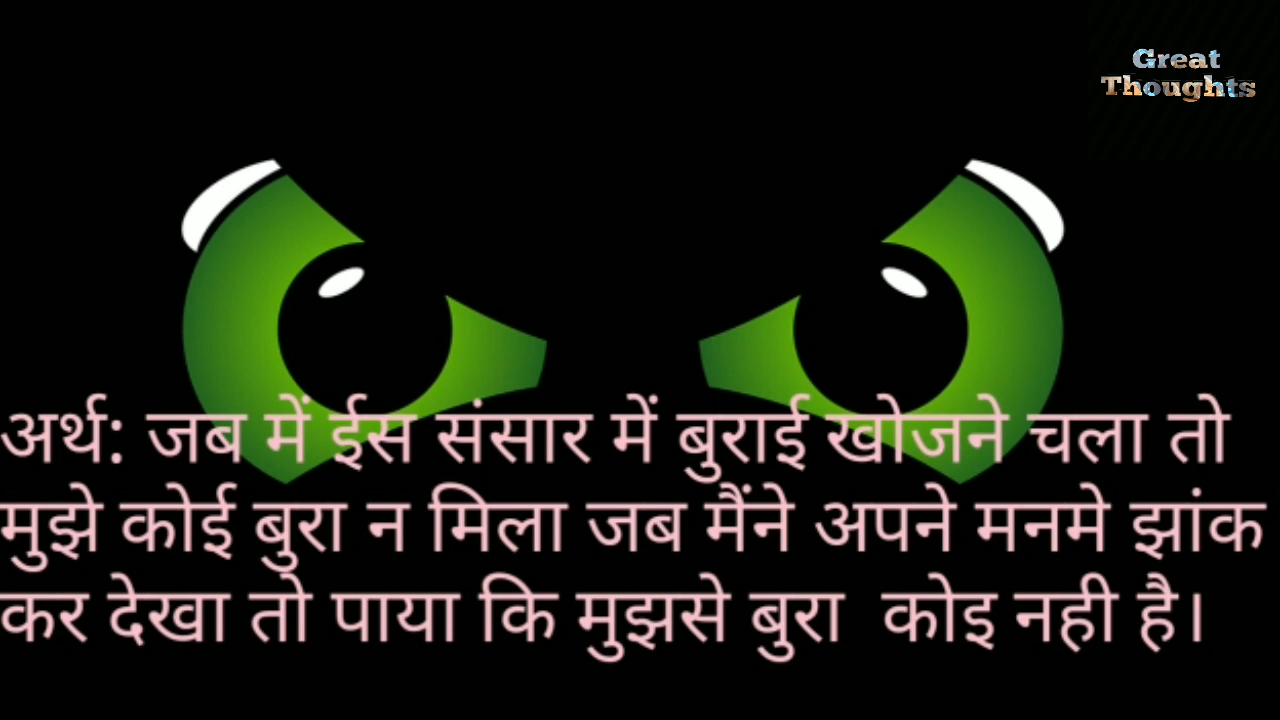 Great
Thoughts
अर्थ: जब में ईस संसार में बुराई खोजने चला तो
मुझे कोई बुरा न मिला जब मैंने अपने मनमे झांक
कर देखा तो पाया कि मुझसे बुरा  कोइ नही है।